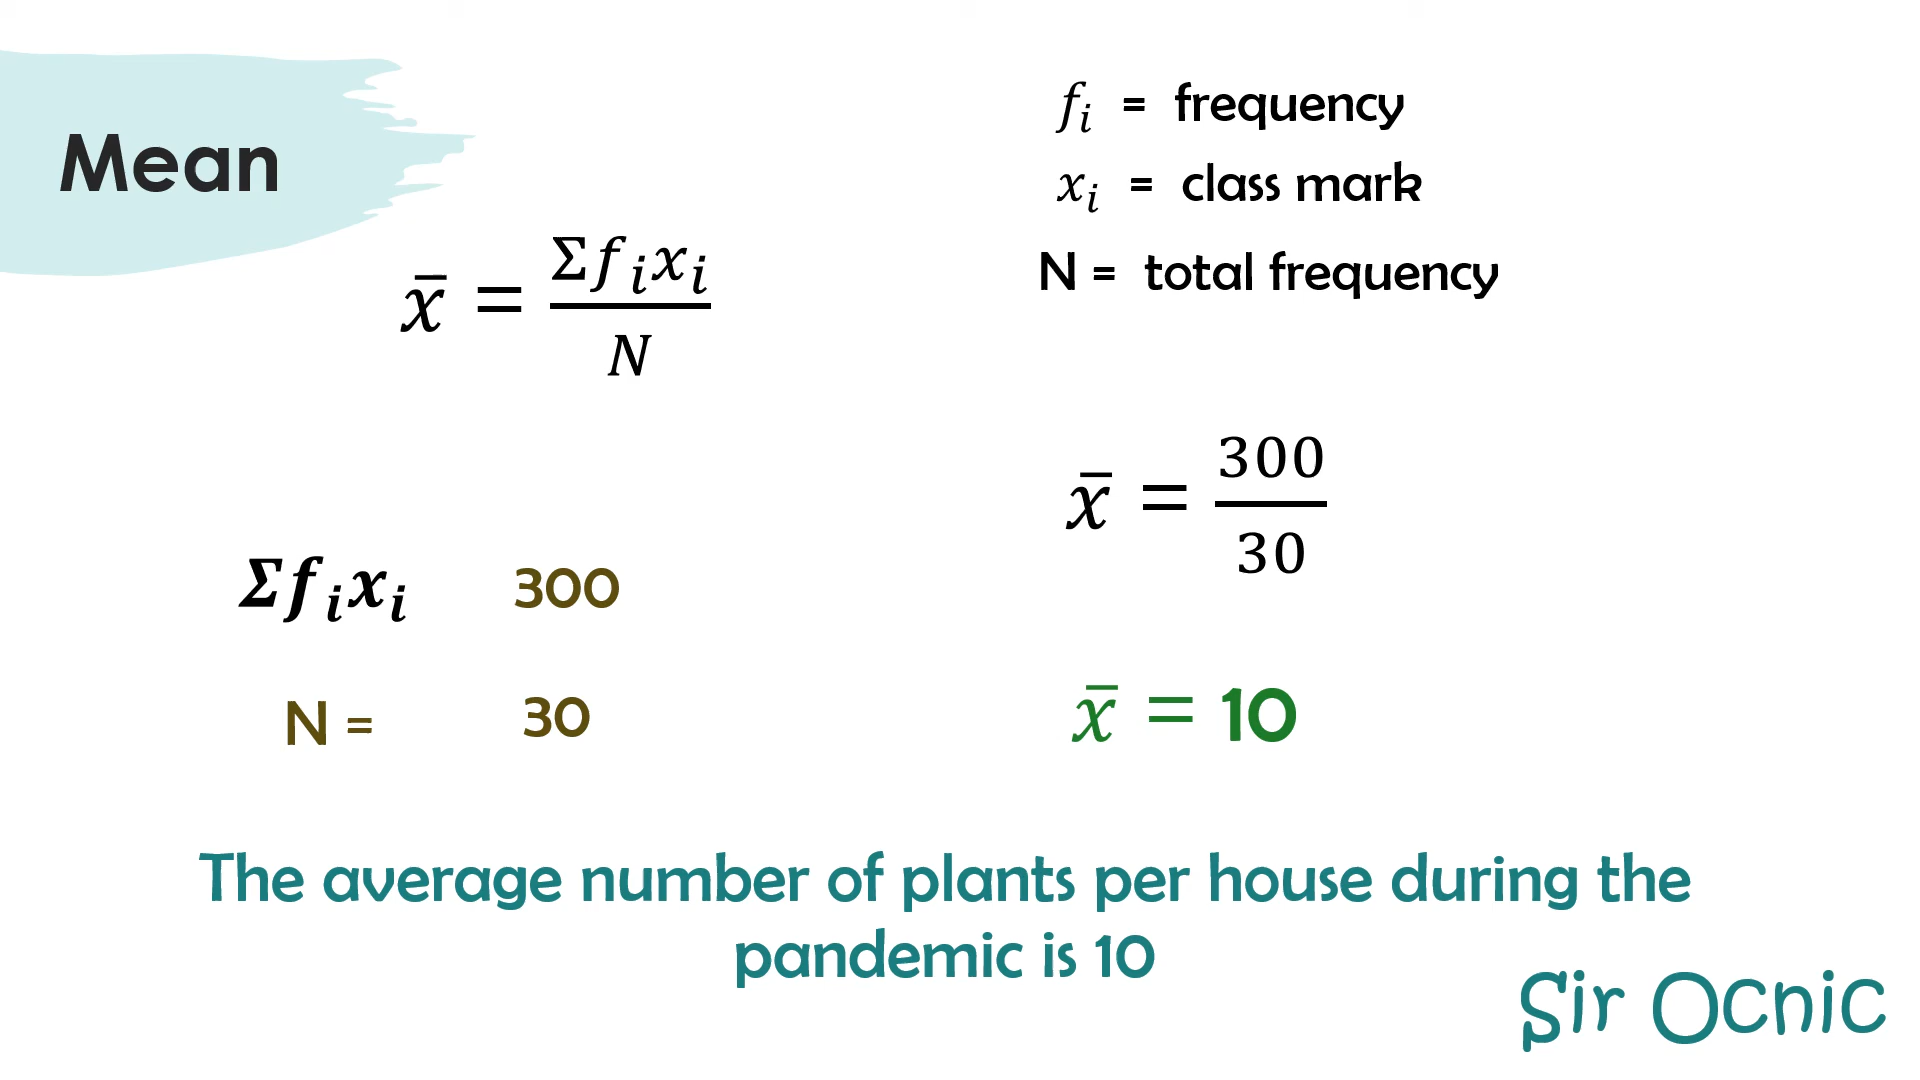 Mean
fᵢ = frequency
xᵢ = class mark
N = total frequency
x̄ = Σfᵢxᵢ / N
x̄ = 300 / 30
Σfᵢxᵢ 300
N = 30
x̄ = 10
The average number of plants per house during the
pandemic is 10
Sir Ocnic